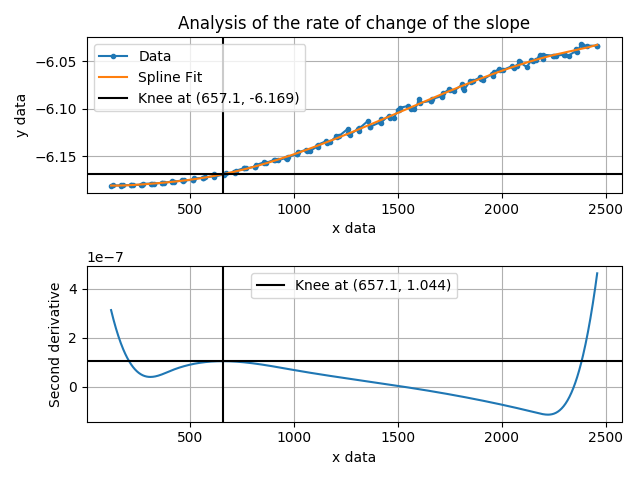 Analysis of the rate of change of the slope
Data
Spline Fit
Knee at (657.1, -6.169)
y data
−6.05
−6.10
−6.15
500
1000
1500
2000
2500
x data
1e−7
Knee at (657.1, 1.044)
Second derivative
4
2
0
500
1000
1500
2000
2500
x data